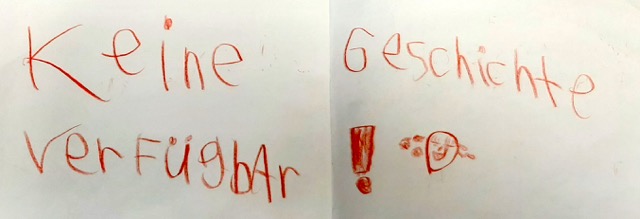 Keine Geschichte
verfügbar !